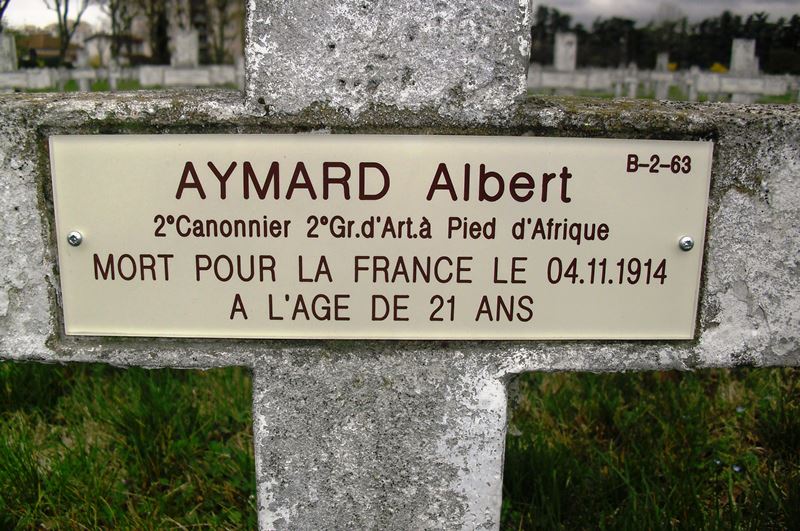 B-2-63
AYMARD Albert
2°Canonnier 2°Gr.d'Art.à Pied d'Afrique
MORT POUR LA FRANCE LE 04.11.1914
A L'AGE DE 21 ANS